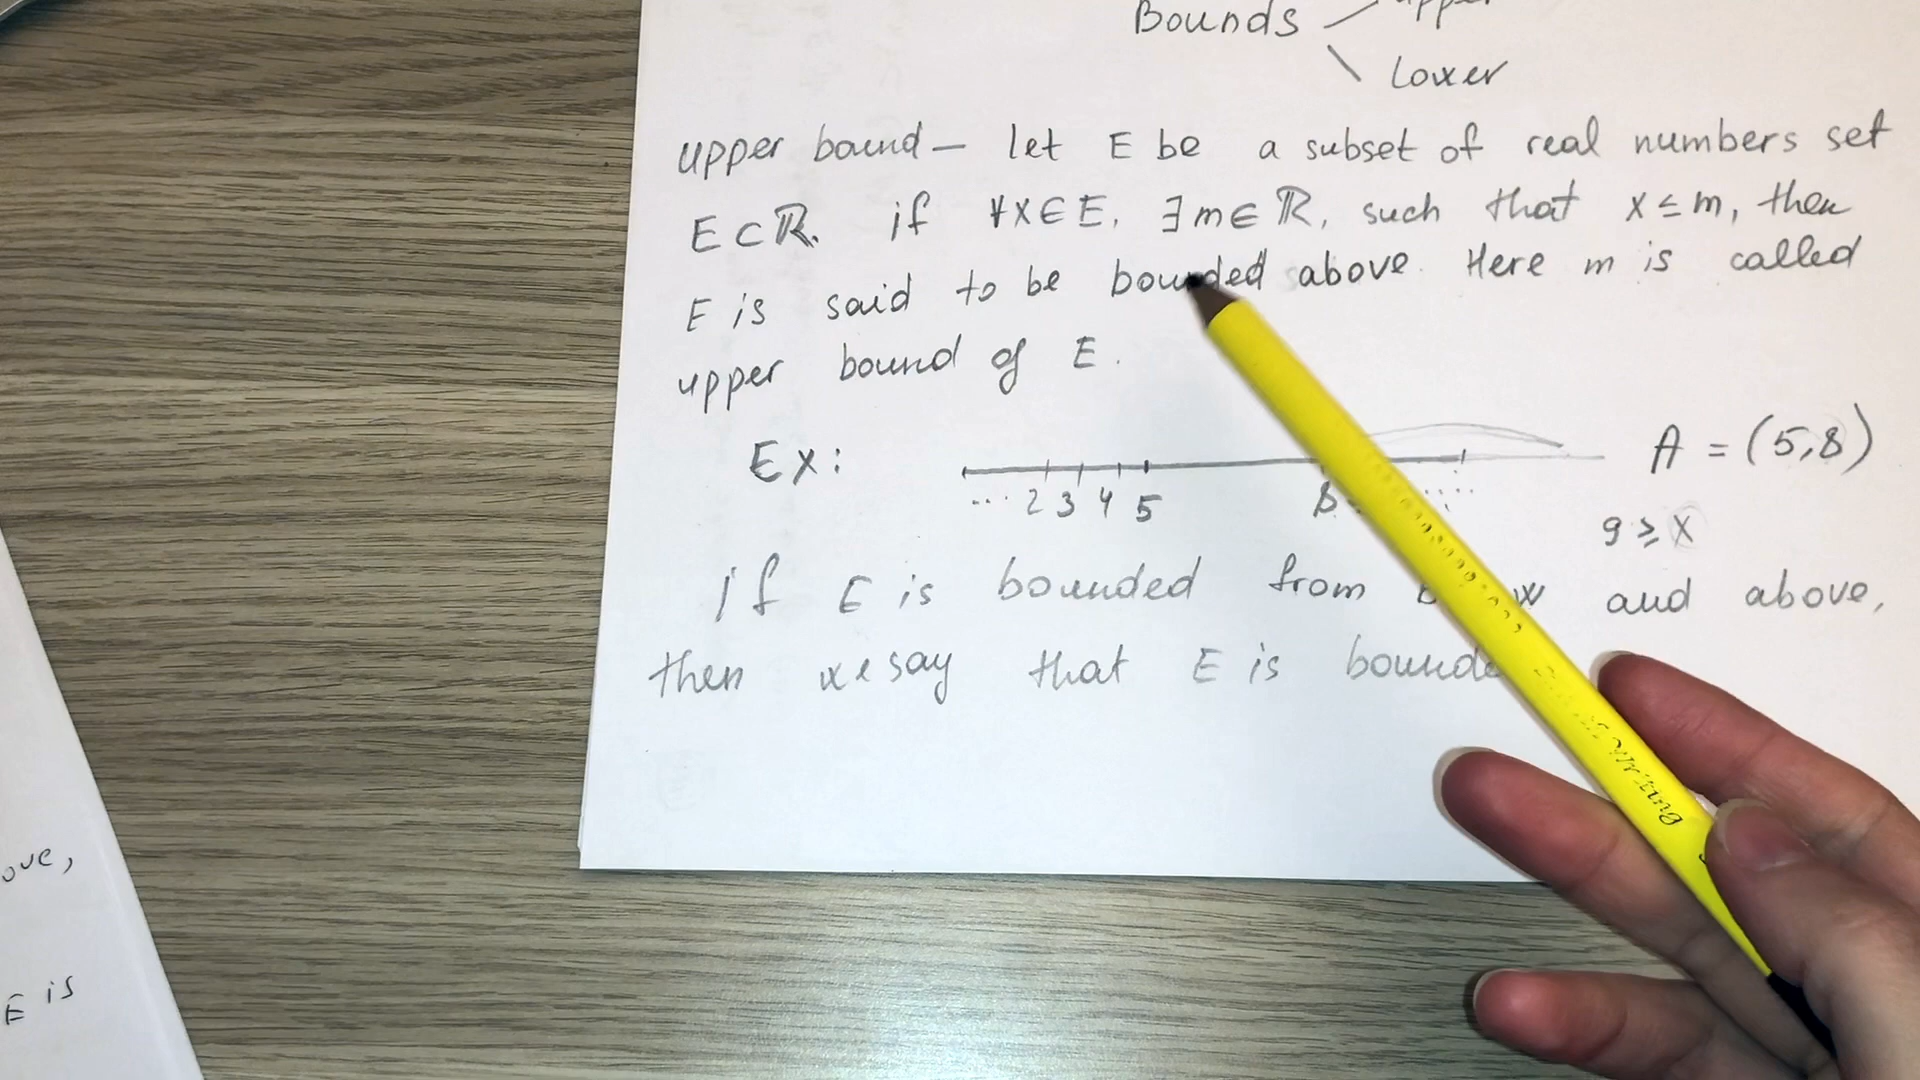 Bounds
Lower
upper bound – let E be a subset of real numbers set
E⊂ℝ. if ∀x∈E, ∃m∈ℝ, such that x≤m, then
E is said to be bounded above. Here m is called
upper bound of E.
Ex: A = (5,8)
... 2 3 4 5 8
9 ≥ x
If E is bounded from and above,
then we say that E is
ove,
E is